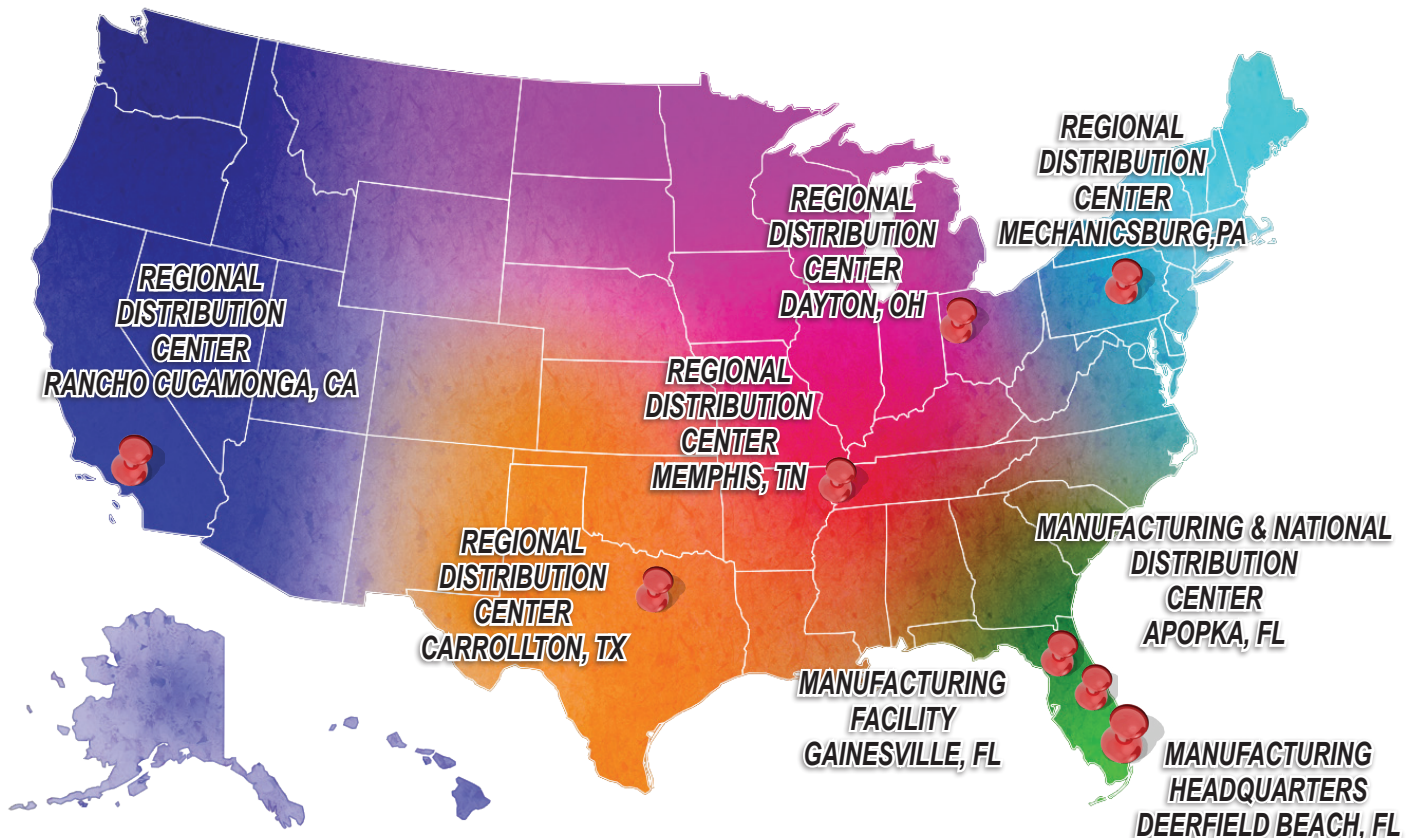 REGIONAL
DISTRIBUTION
CENTER
MECHANICSBURG,PA
REGIONAL
DISTRIBUTION
CENTER
DAYTON, OH
REGIONAL
DISTRIBUTION
CENTER
RANCHO CUCAMONGA, CA
REGIONAL
DISTRIBUTION
CENTER
MEMPHIS, TN
REGIONAL
DISTRIBUTION
CENTER
CARROLLTON, TX
MANUFACTURING & NATIONAL
DISTRIBUTION
CENTER
APOPKA, FL
MANUFACTURING
FACILITY
GAINESVILLE, FL
MANUFACTURING
HEADQUARTERS
DEERFIELD BEACH, FL